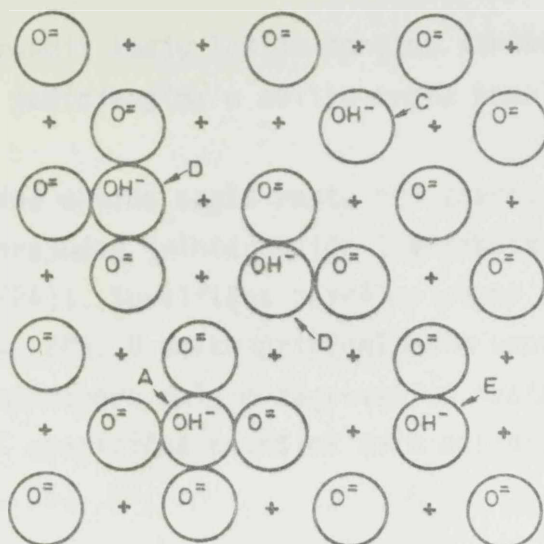 O= + + O= + O= +
+ O= + + OH- C + O=
O= OH- D + O= + O= +
+ O= + OH- O= + O=
D
O= + O= + + O= +
A E
+ O= OH- O= + OH- +
O= + O= + O= + O=